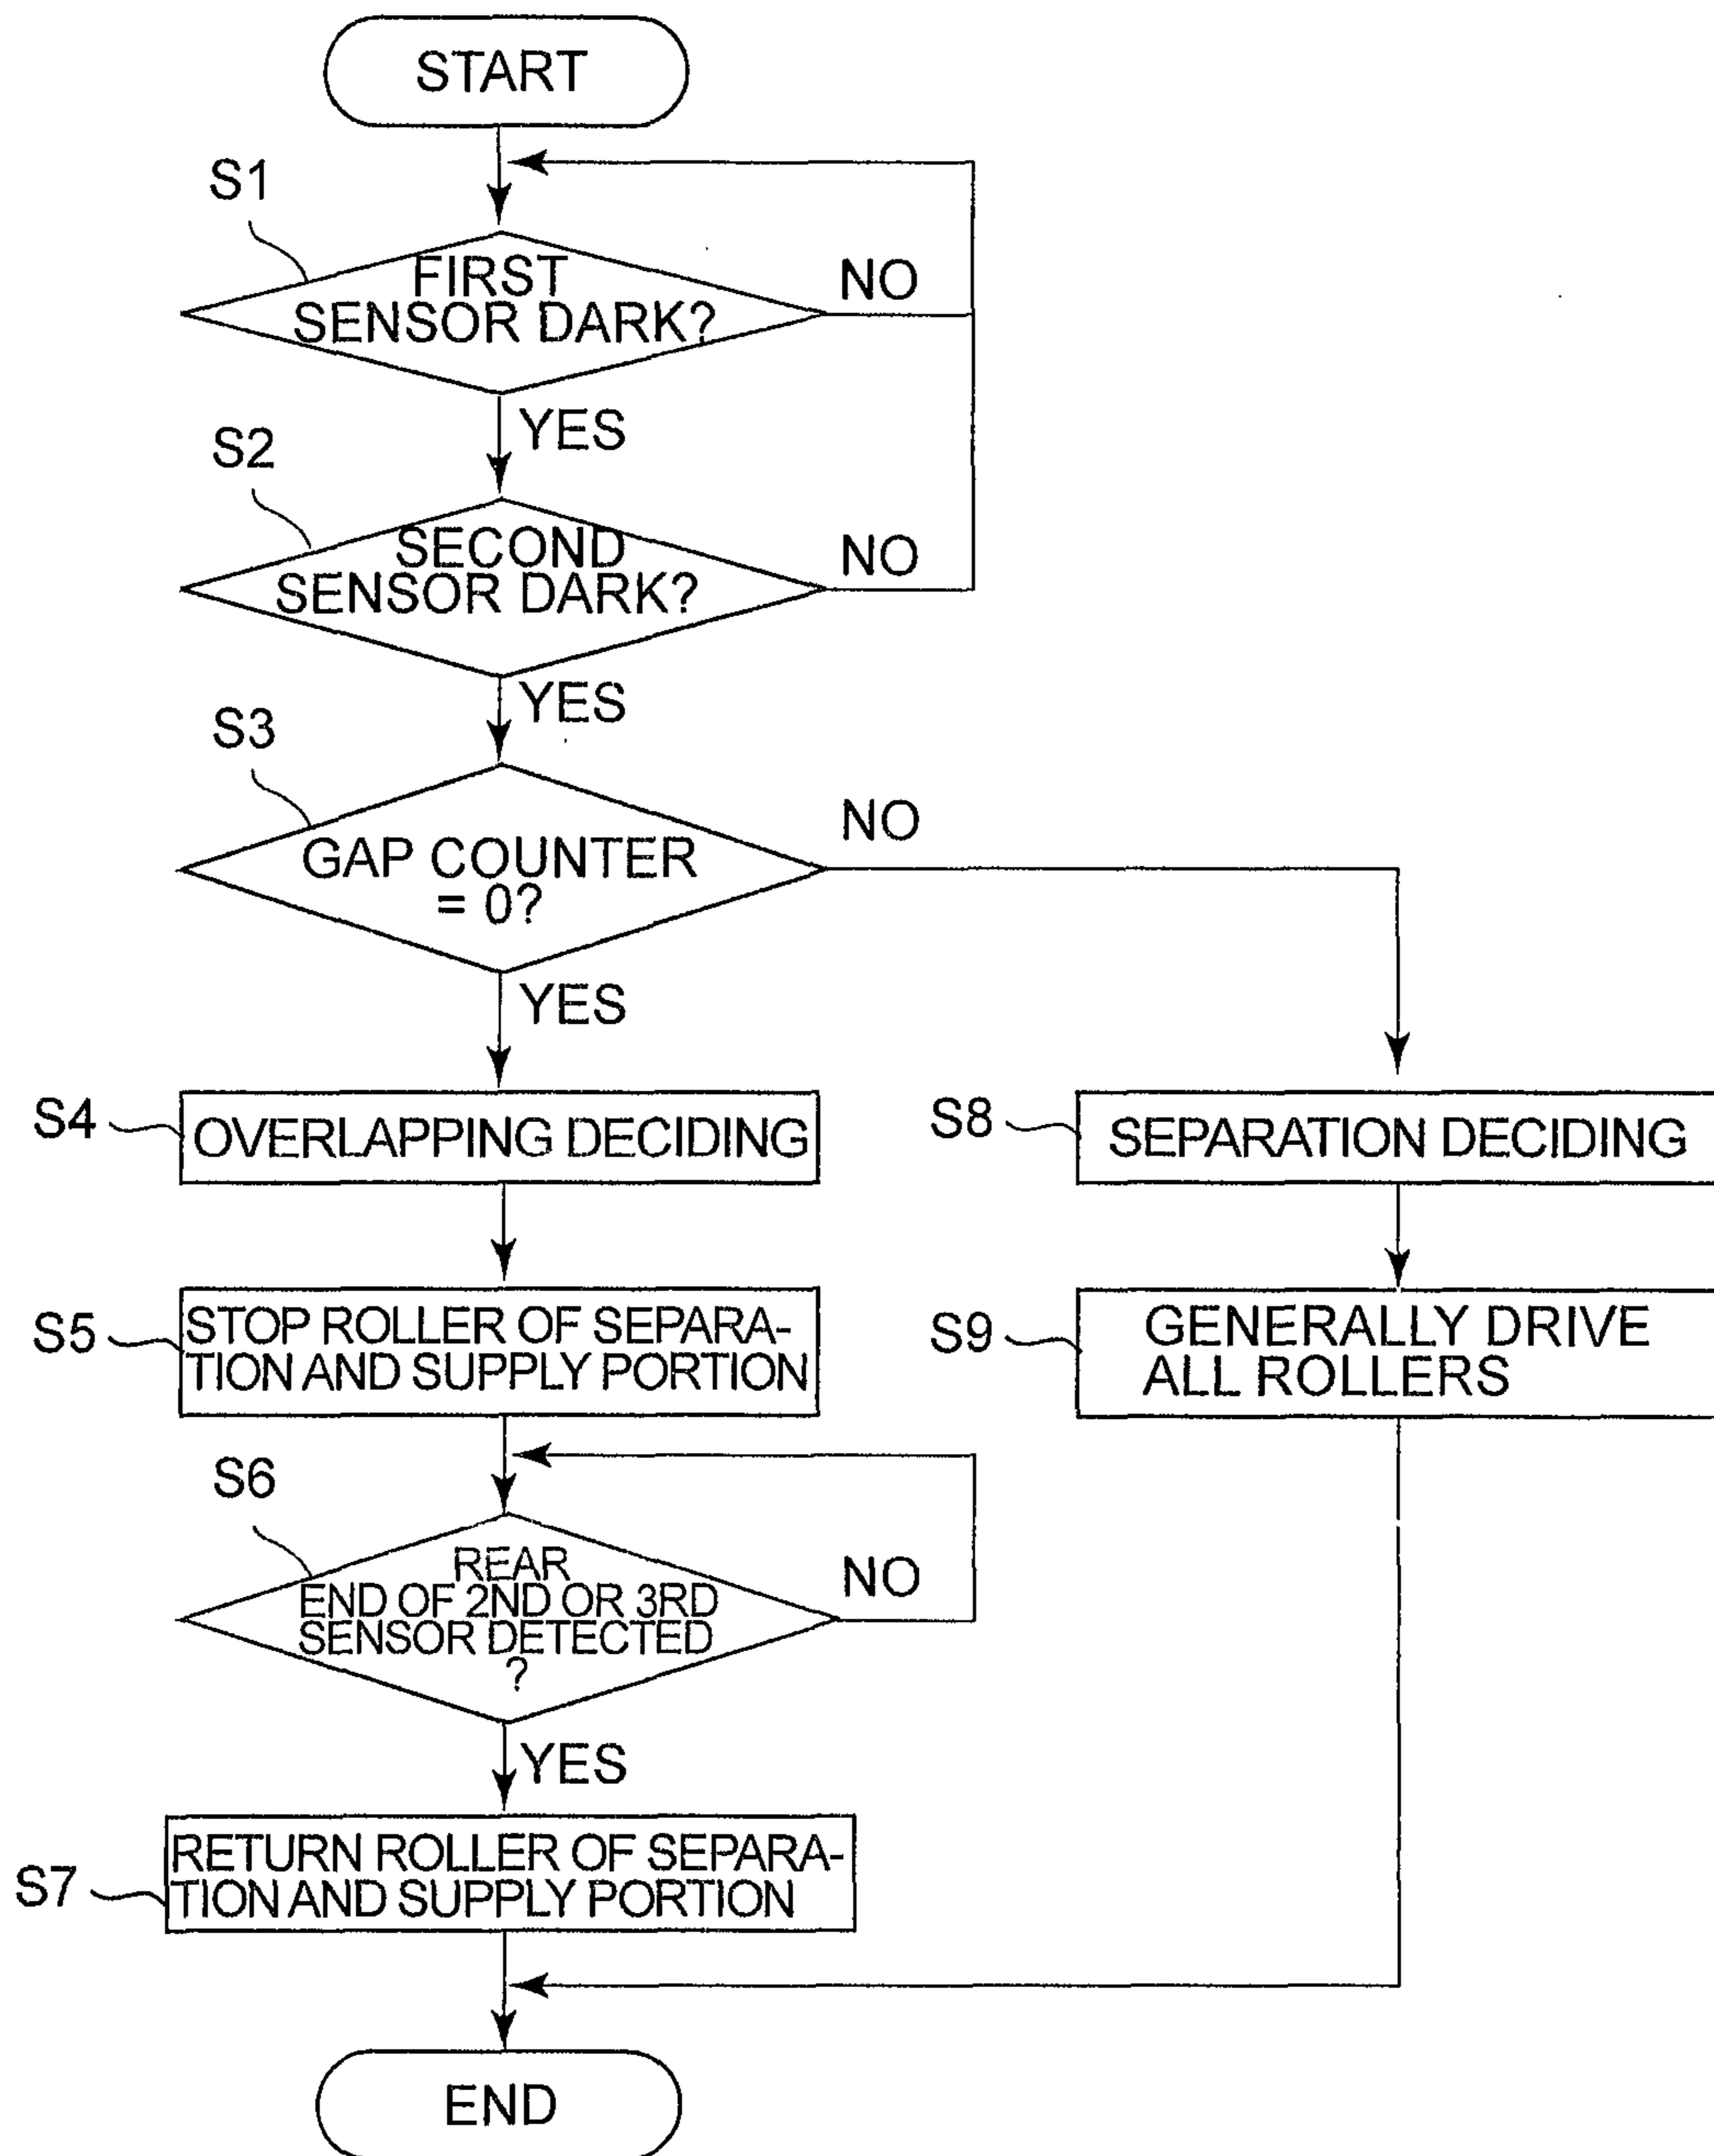 START
S1
FIRST
SENSOR DARK?
NO
YES
S2
SECOND
SENSOR DARK?
NO
YES
S3
GAP COUNTER
= 0?
NO
YES
S4
OVERLAPPING DECIDING
S8
SEPARATION DECIDING
S5
STOP ROLLER OF SEPARA-
TION AND SUPPLY PORTION
S9
GENERALLY DRIVE
ALL ROLLERS
S6
REAR
END OF 2ND OR 3RD
SENSOR DETECTED
?
NO
YES
S7
RETURN ROLLER OF SEPARA-
TION AND SUPPLY PORTION
END